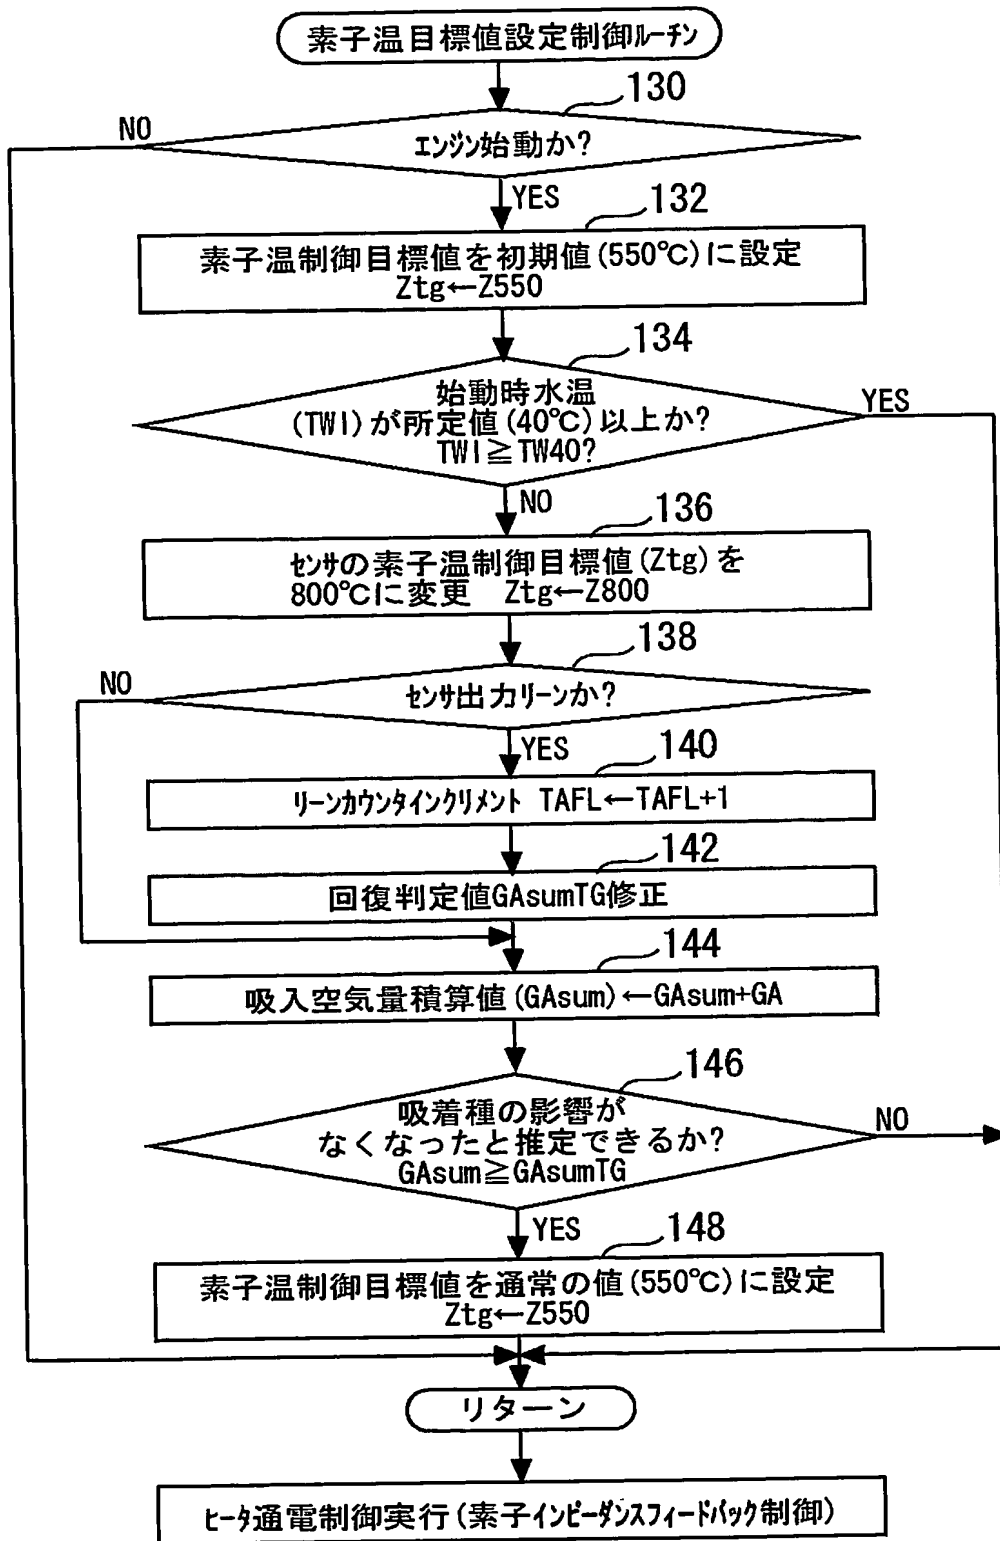 素子温目標値設定制御ﾙｰﾁﾝ
130
NO
ｴﾝｼﾞﾝ始動か?
YES
132
素子温制御目標値を初期値(550℃)に設定
Ztg←Z550
134
始動時水温
(TWI)が所定値(40℃)以上か?
TWI≧TW40?
YES
NO
136
ｾﾝｻの素子温制御目標値(Ztg)を
800℃に変更 Ztg←Z800
138
NO
ｾﾝｻ出力ﾘｰﾝか?
YES
140
ﾘｰﾝｶｳﾝﾀｲﾝｸﾘﾒﾝﾄ TAFL←TAFL+1
142
回復判定値GAsumTG修正
144
吸入空気量積算値(GAsum)←GAsum+GA
146
吸着種の影響が
なくなったと推定できるか?
GAsum≧GAsumTG
NO
YES
148
素子温制御目標値を通常の値(550℃)に設定
Ztg←Z550
リターン
ﾋｰﾀ通電制御実行(素子ｲﾝﾋﾟｰﾀﾞﾝｽﾌｨｰﾄﾞﾊﾞｯｸ制御)